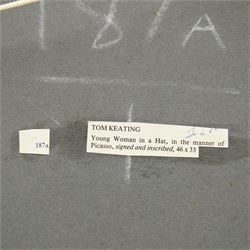 187A
TOM KEATING
Young Woman in a Hat, in the manner of
Picasso, signed and inscribed, 46 x 33
187A